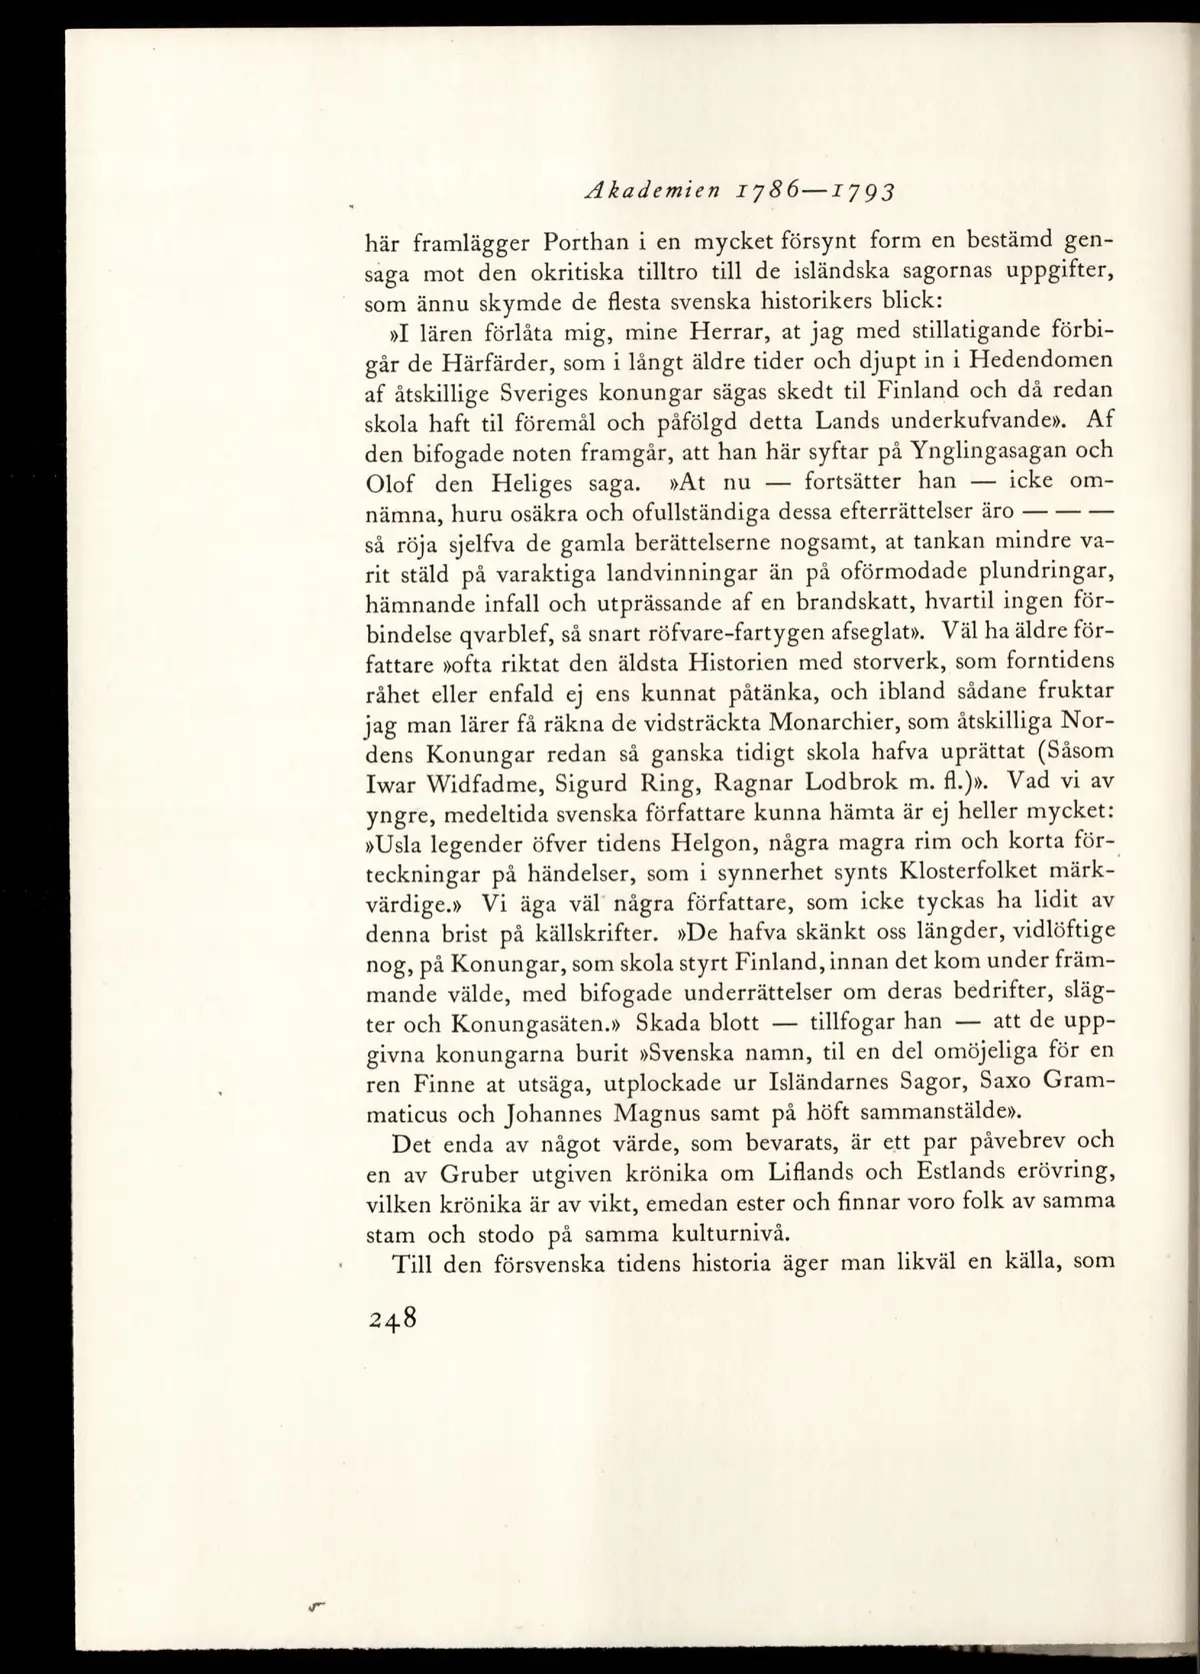 Akademien 1786—1793
här framlägger Porthan i en mycket försynt form en bestämd gen-
saga mot den okritiska tilltro till de isländska sagornas uppgifter,
som ännu skymde de flesta svenska historikers blick:
»I lären förlåta mig, mine Herrar, at jag med stillatigande förbi-
går de Härfärder, som i långt äldre tider och djupt in i Hedendomen
af åtskillige Sveriges konungar sägas skedt til Finland och då redan
skola haft til föremål och påfölgd detta Lands underkufvande». Af
den bifogade noten framgår, att han här syftar på Ynglingasagan och
Olof den Heliges saga. »At nu — fortsätter han — icke om-
nämna, huru osäkra och ofullständiga dessa efterrättelser äro — — —
så röja sjelfva de gamla berättelserne nogsamt, at tankan mindre va-
rit stäld på varaktiga landvinningar än på oförmodade plundringar,
hämnande infall och utprässande af en brandskatt, hvartil ingen för-
bindelse qvarblef, så snart röfvare-fartygen afseglat». Väl ha äldre för-
fattare »ofta riktat den äldsta Historien med storverk, som forntidens
råhet eller enfald ej ens kunnat påtänka, och ibland sådane fruktar
jag man lärer få räkna de vidsträckta Monarchier, som åtskilliga Nor-
dens Konungar redan så ganska tidigt skola hafva uprättat (Såsom
Iwar Widfadme, Sigurd Ring, Ragnar Lodbrok m. fl.)». Vad vi av
yngre, medeltida svenska författare kunna hämta är ej heller mycket:
»Usla legender öfver tidens Helgon, några magra rim och korta för-
teckningar på händelser, som i synnerhet synts Klosterfolket märk-
värdige.» Vi äga väl några författare, som icke tyckas ha lidit av
denna brist på källskrifter. »De hafva skänkt oss längder, vidlöftige
nog, på Konungar, som skola styrt Finland, innan det kom under främ-
mande välde, med bifogade underrättelser om deras bedrifter, släg-
ter och Konungasäten.» Skada blott — tillfogar han — att de upp-
givna konungarna burit »Svenska namn, til en del omöjeliga för en
ren Finne at utsäga, utplockade ur Isländarnes Sagor, Saxo Gram-
maticus och Johannes Magnus samt på höft sammanstälde».
Det enda av något värde, som bevarats, är ett par påvebrev och
en av Gruber utgiven krönika om Liflands och Estlands erövring,
vilken krönika är av vikt, emedan ester och finnar voro folk av samma
stam och stodo på samma kulturnivå.
Till den försvenska tidens historia äger man likväl en källa, som
248